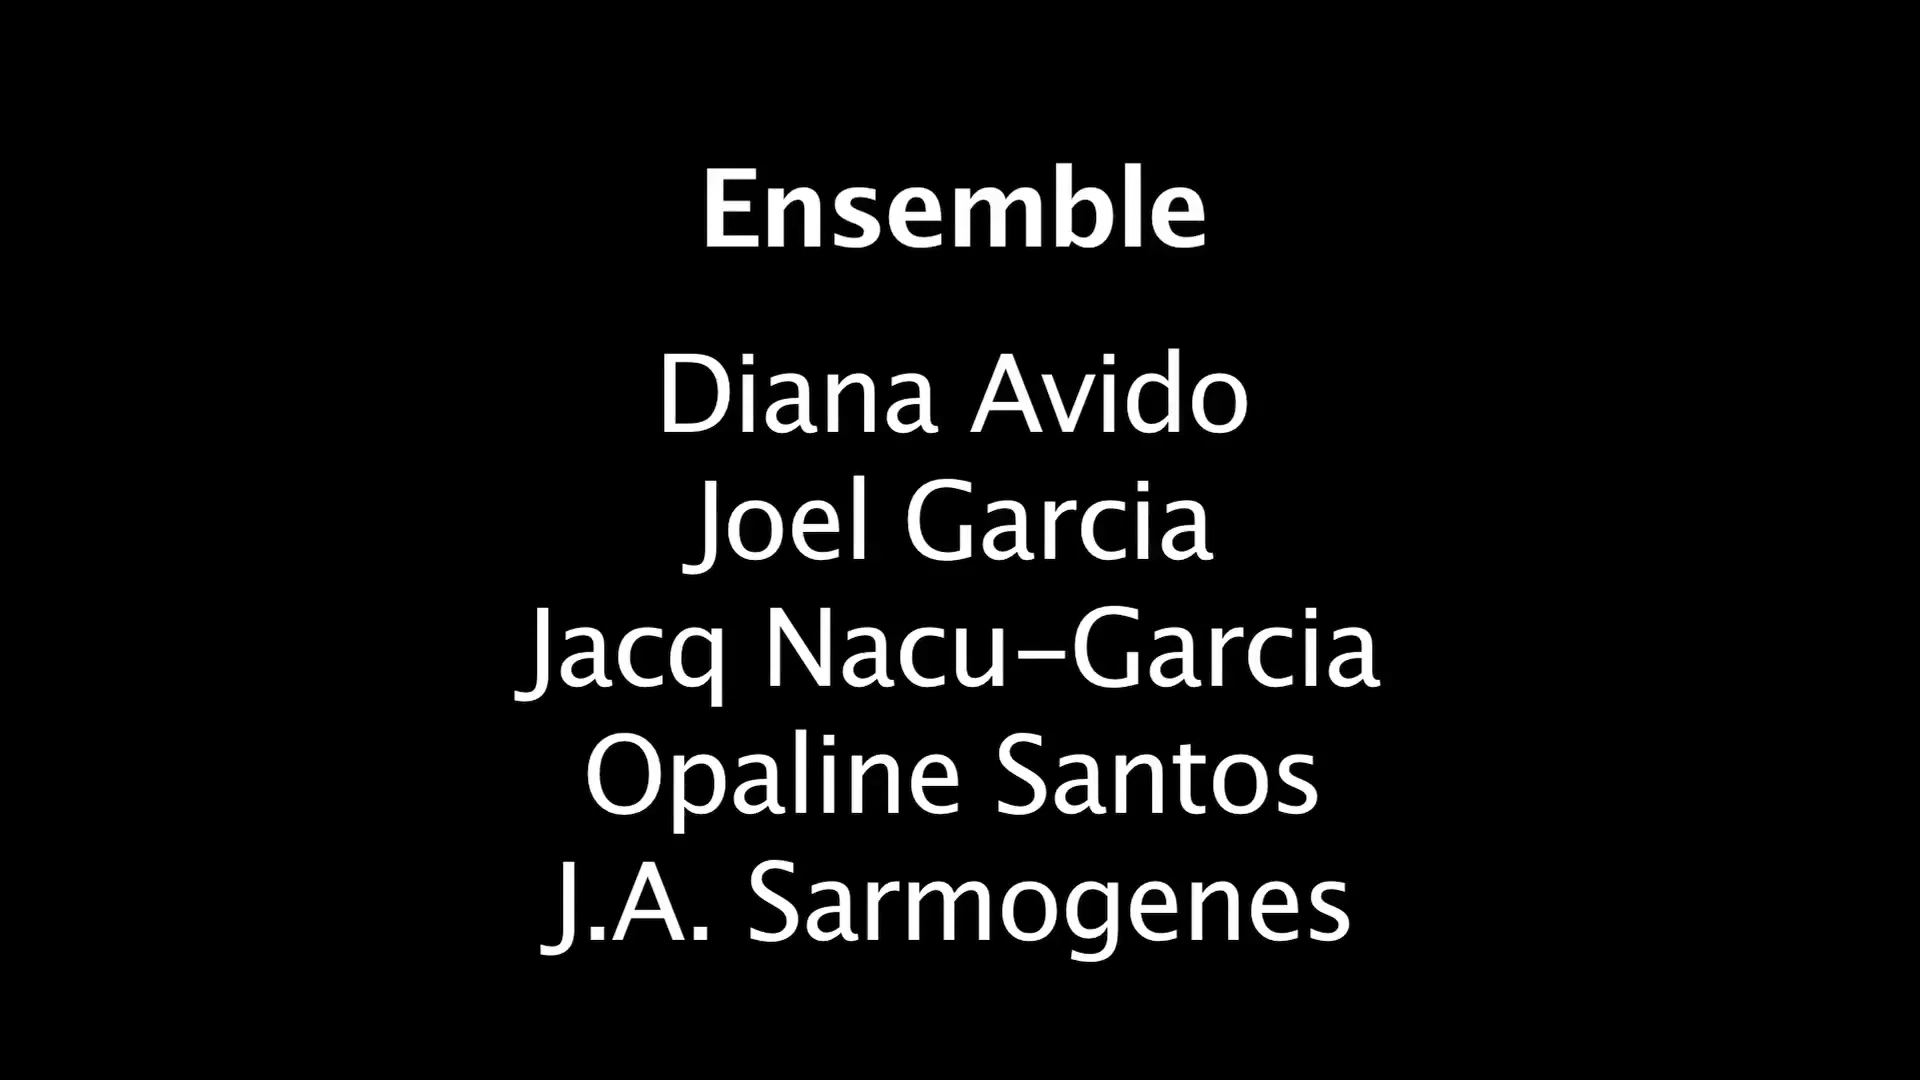 Ensemble
Diana Avido
Joel Garcia
Jacq Nacu-Garcia
Opaline Santos
J.A. Sarmogenes